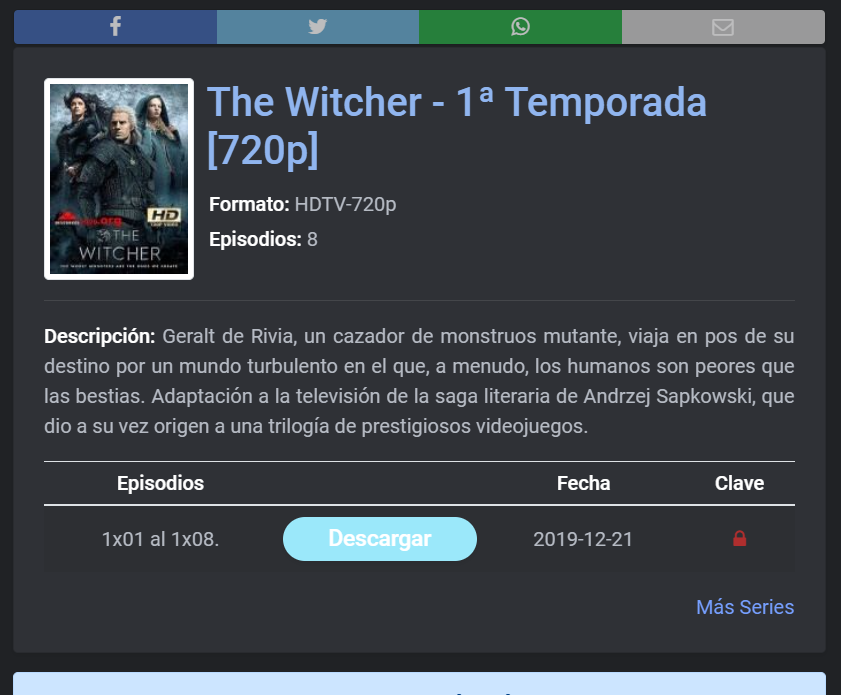 The Witcher - 1ª Temporada
[720p]
Formato: HDTV-720p
Episodios: 8
HD
THE
WITCHER
Descripción: Geralt de Rivia, un cazador de monstruos mutante, viaja en pos de su
destino por un mundo turbulento en el que, a menudo, los humanos son peores que
las bestias. Adaptación a la televisión de la saga literaria de Andrzej Sapkowski, que
dio a su vez origen a una trilogía de prestigiosos videojuegos.
Episodios Fecha Clave
1x01 al 1x08. Descargar 2019-12-21
Más Series